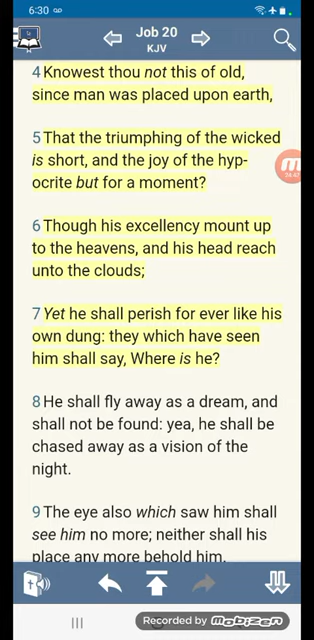 6:30
Job 20
KJV
4 Knowest thou not this of old,
since man was placed upon earth,
5 That the triumphing of the wicked
is short, and the joy of the hyp-
ocrite but for a moment?
6 Though his excellency mount up
to the heavens, and his head reach
unto the clouds;
7 Yet he shall perish for ever like his
own dung: they which have seen
him shall say, Where is he?
8 He shall fly away as a dream, and
shall not be found: yea, he shall be
chased away as a vision of the
night.
9 The eye also which saw him shall
see him no more; neither shall his
place any more behold him.
Recorded by mobizen